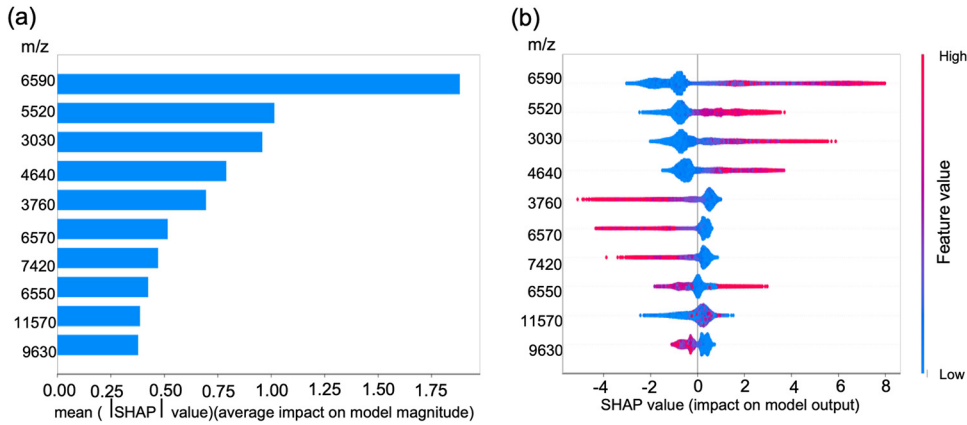 (a)
m/z
6590
5520
3030
4640
3760
6570
7420
6550
11570
9630
0.00 0.25 0.50 0.75 1.00 1.25 1.50 1.75
mean ( |SHAP| value)(average impact on model magnitude)
(b)
m/z
6590
5520
3030
4640
3760
6570
7420
6550
11570
9630
-4 -2 0 2 4 6 8
SHAP value (impact on model output)
High
Feature value
Low